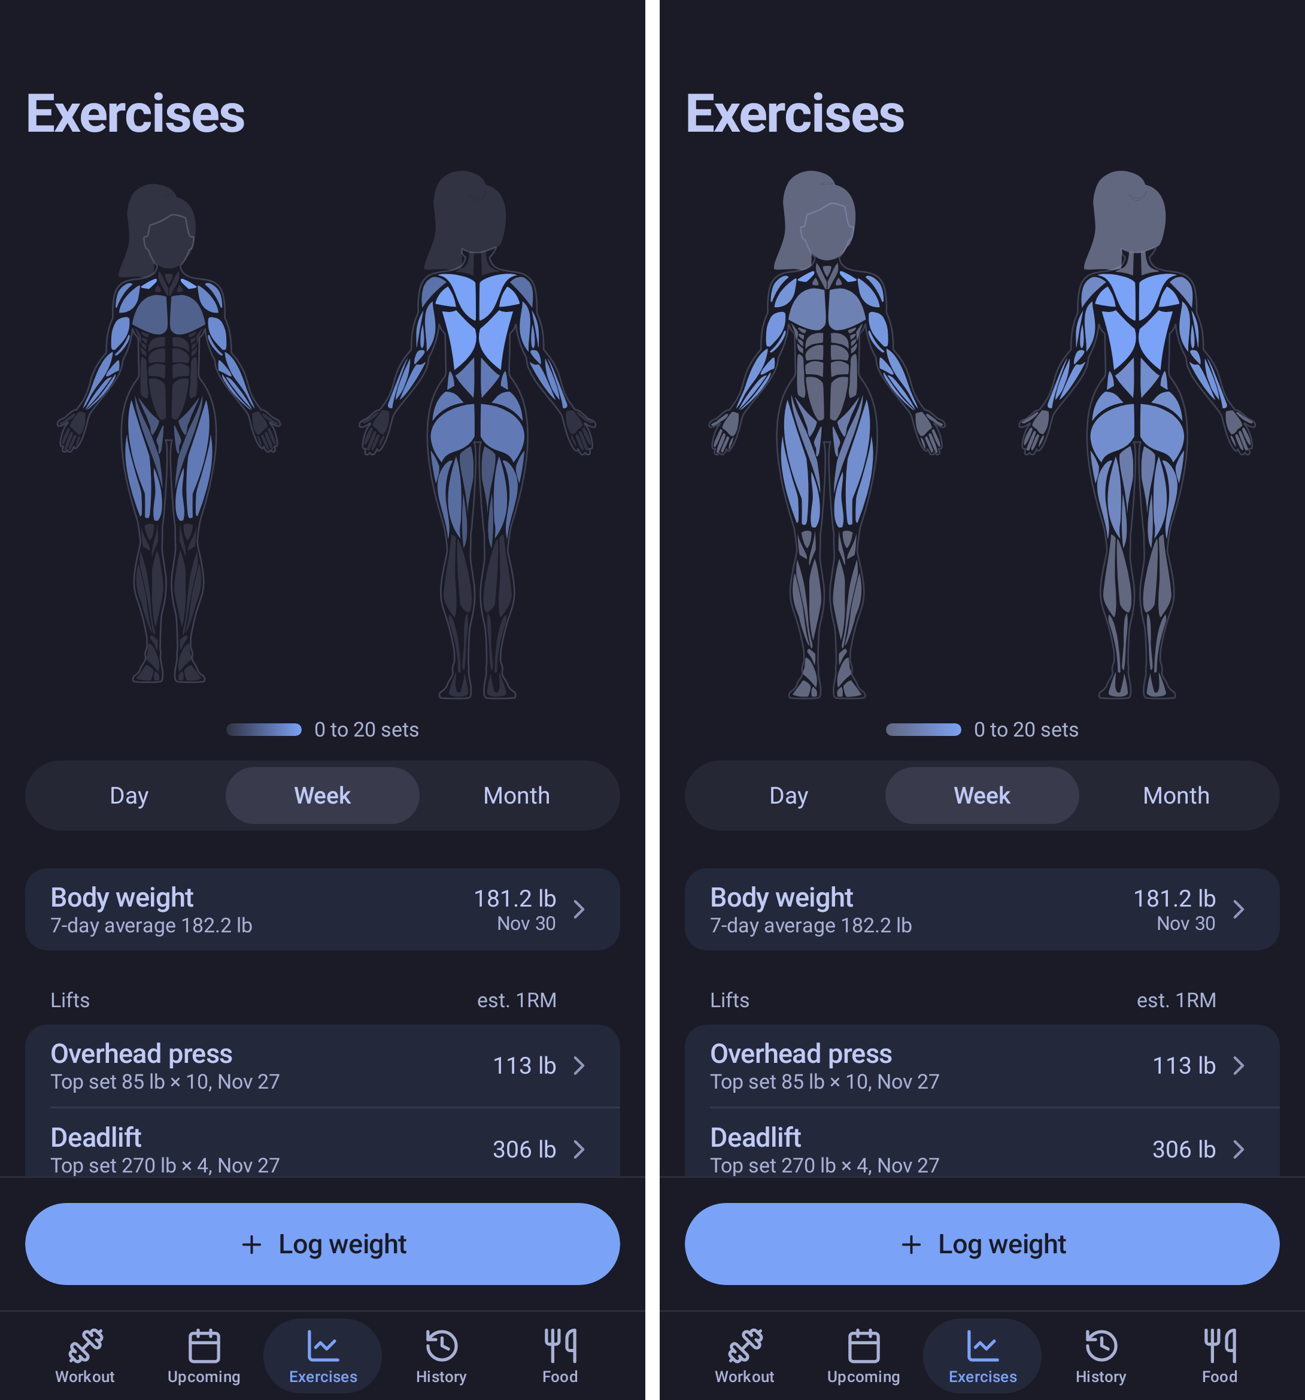 Exercises
0 to 20 sets
Day Week Month
Body weight 181.2 lb
7-day average 182.2 lb Nov 30
Lifts est. 1RM
Overhead press 113 lb
Top set 85 lb × 10, Nov 27
Deadlift 306 lb
Top set 270 lb × 4, Nov 27
+ Log weight
Workout Upcoming Exercises History Food
Exercises
0 to 20 sets
Day Week Month
Body weight 181.2 lb
7-day average 182.2 lb Nov 30
Lifts est. 1RM
Overhead press 113 lb
Top set 85 lb × 10, Nov 27
Deadlift 306 lb
Top set 270 lb × 4, Nov 27
+ Log weight
Workout Upcoming Exercises History Food